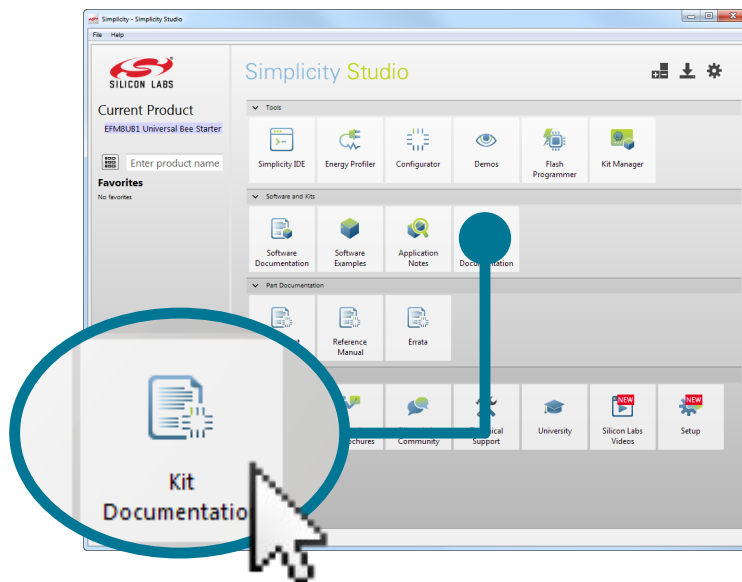 Simplicity - Simplicity Studio
File Help
SILICON LABS
Simplicity Studio
Current Product
EFM8UB1 Universal Bee Starter
Enter product name
Favorites
No favorites
Tools
Simplicity IDE
Energy Profiler
Configurator
Demos
Flash
Programmer
Kit Manager
Software and Kits
Software
Documentation
Software
Examples
Application
Notes
Part Documentation
Reference
Manual
Errata
Community
Support
University
NEW
Silicon Labs
Videos
NEW
Setup
Kit
Documentatio